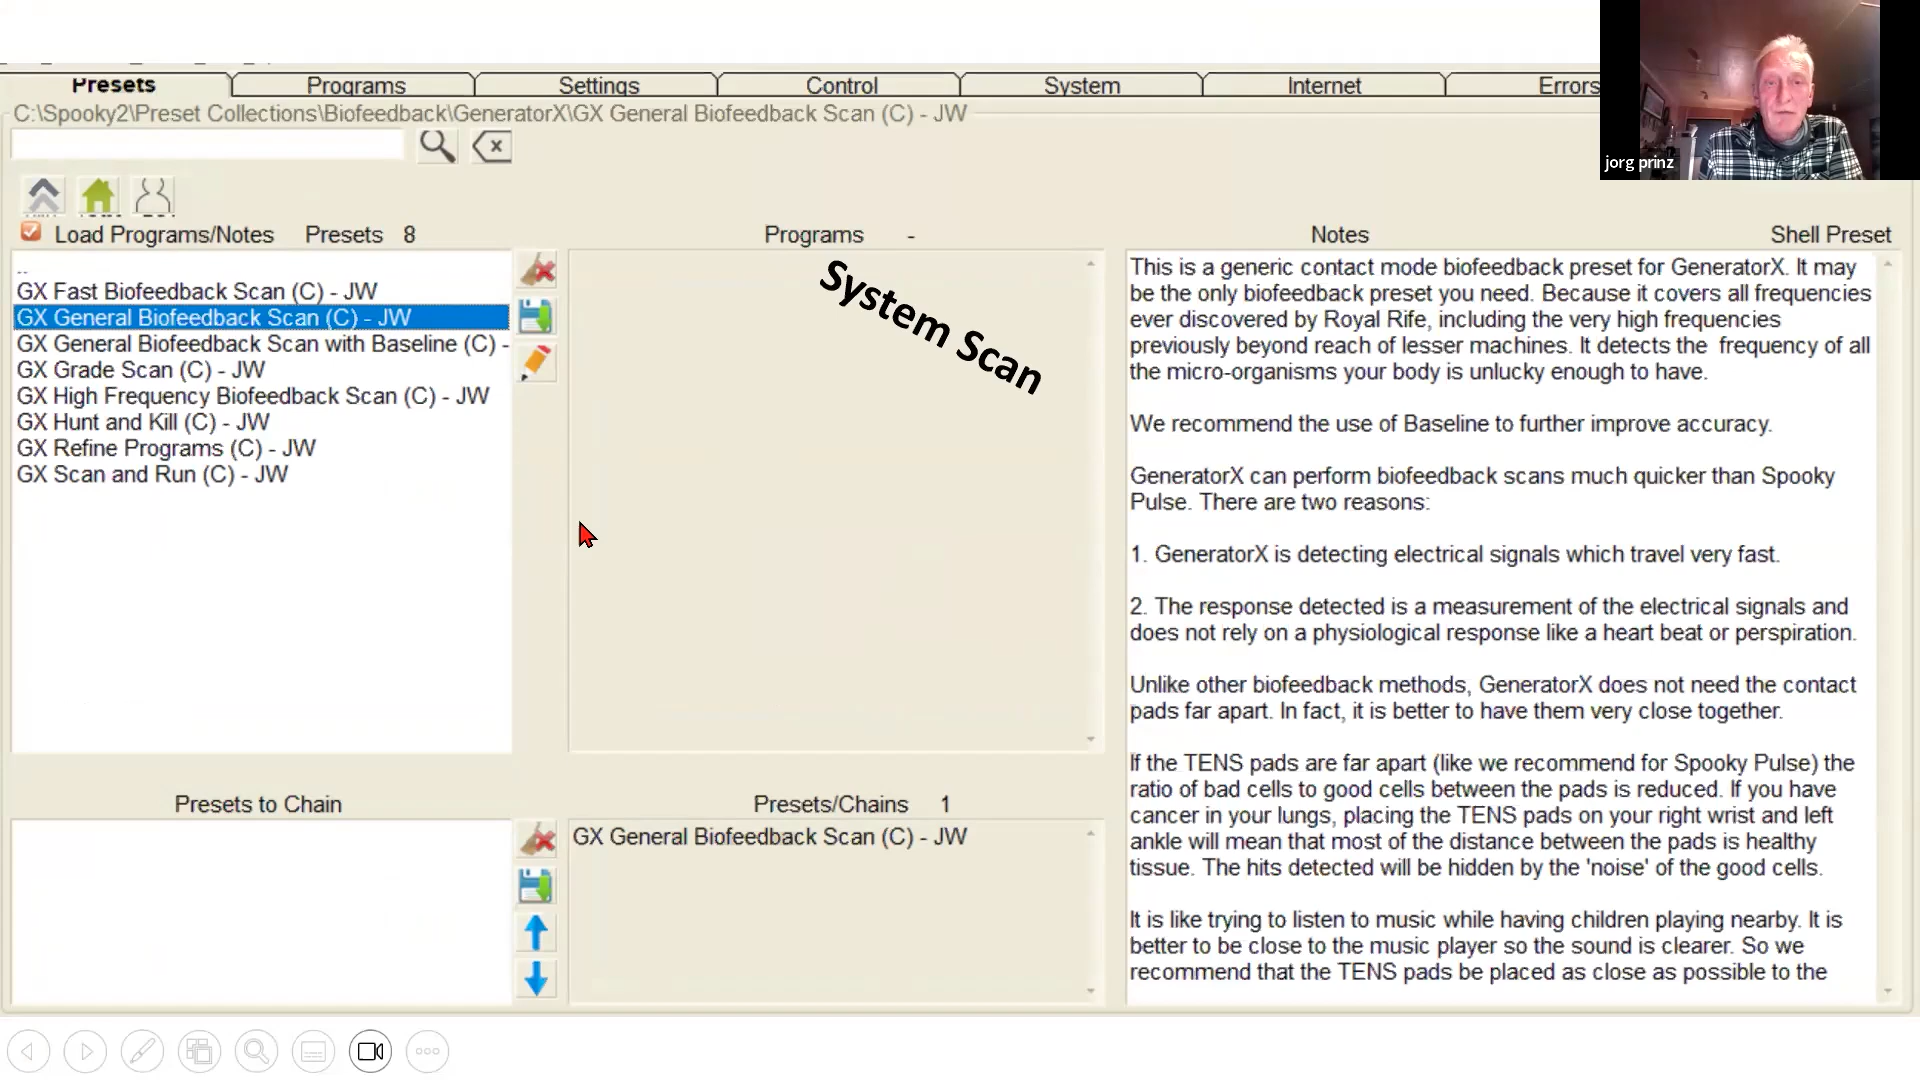 Presets Programs Settings Control System Internet Errors
C:\Spooky2\Preset Collections\Biofeedback\GeneratorX\GX General Biofeedback Scan (C) - JW
jorg prinz
Load Programs/Notes Presets 8
..
GX Fast Biofeedback Scan (C) - JW
GX General Biofeedback Scan (C) - JW
GX General Biofeedback Scan with Baseline (C) -
GX Grade Scan (C) - JW
GX High Frequency Biofeedback Scan (C) - JW
GX Hunt and Kill (C) - JW
GX Refine Programs (C) - JW
GX Scan and Run (C) - JW
Programs -
System Scan
Notes Shell Preset
This is a generic contact mode biofeedback preset for GeneratorX. It may
be the only biofeedback preset you need. Because it covers all frequencies
ever discovered by Royal Rife, including the very high frequencies
previously beyond reach of lesser machines. It detects the frequency of all
the micro-organisms your body is unlucky enough to have.
We recommend the use of Baseline to further improve accuracy.
GeneratorX can perform biofeedback scans much quicker than Spooky
Pulse. There are two reasons:
1. GeneratorX is detecting electrical signals which travel very fast.
2. The response detected is a measurement of the electrical signals and
does not rely on a physiological response like a heart beat or perspiration.
Unlike other biofeedback methods, GeneratorX does not need the contact
pads far apart. In fact, it is better to have them very close together.
If the TENS pads are far apart (like we recommend for Spooky Pulse) the
ratio of bad cells to good cells between the pads is reduced. If you have
cancer in your lungs, placing the TENS pads on your right wrist and left
ankle will mean that most of the distance between the pads is healthy
tissue. The hits detected will be hidden by the 'noise' of the good cells.
It is like trying to listen to music while having children playing nearby. It is
better to be close to the music player so the sound is clearer. So we
recommend that the TENS pads be placed as close as possible to the
Presets to Chain
Presets/Chains 1
GX General Biofeedback Scan (C) - JW